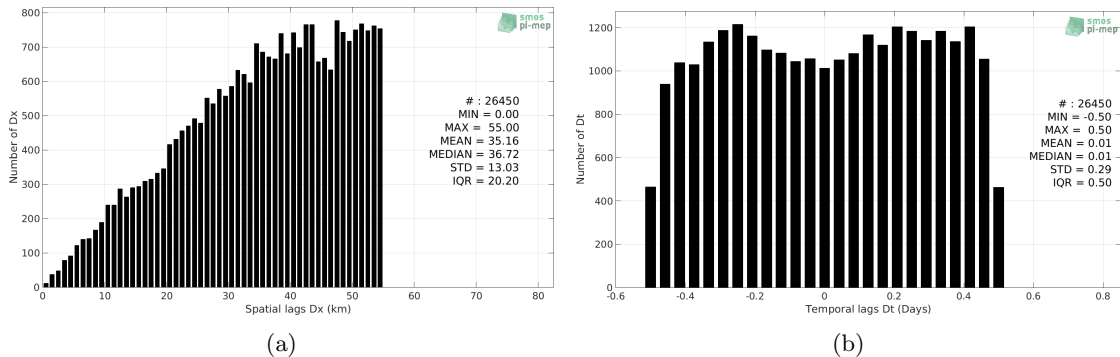 800
700
600
500
400
300
200
100
0
Number of Dx
0 10 20 30 40 50 60 70 80
Spatial lags Dx (km)
smos
pi-mep
# : 26450
MIN = 0.00
MAX = 55.00
MEAN = 35.16
MEDIAN = 36.72
STD = 13.03
IQR = 20.20
(a)
1200
1000
800
600
400
200
0
Number of Dt
-0.6 -0.4 -0.2 0 0.2 0.4 0.6 0.8
Temporal lags Dt (Days)
smos
pi-mep
# : 26450
MIN = -0.50
MAX = 0.50
MEAN = 0.01
MEDIAN = 0.01
STD = 0.29
IQR = 0.50
(b)